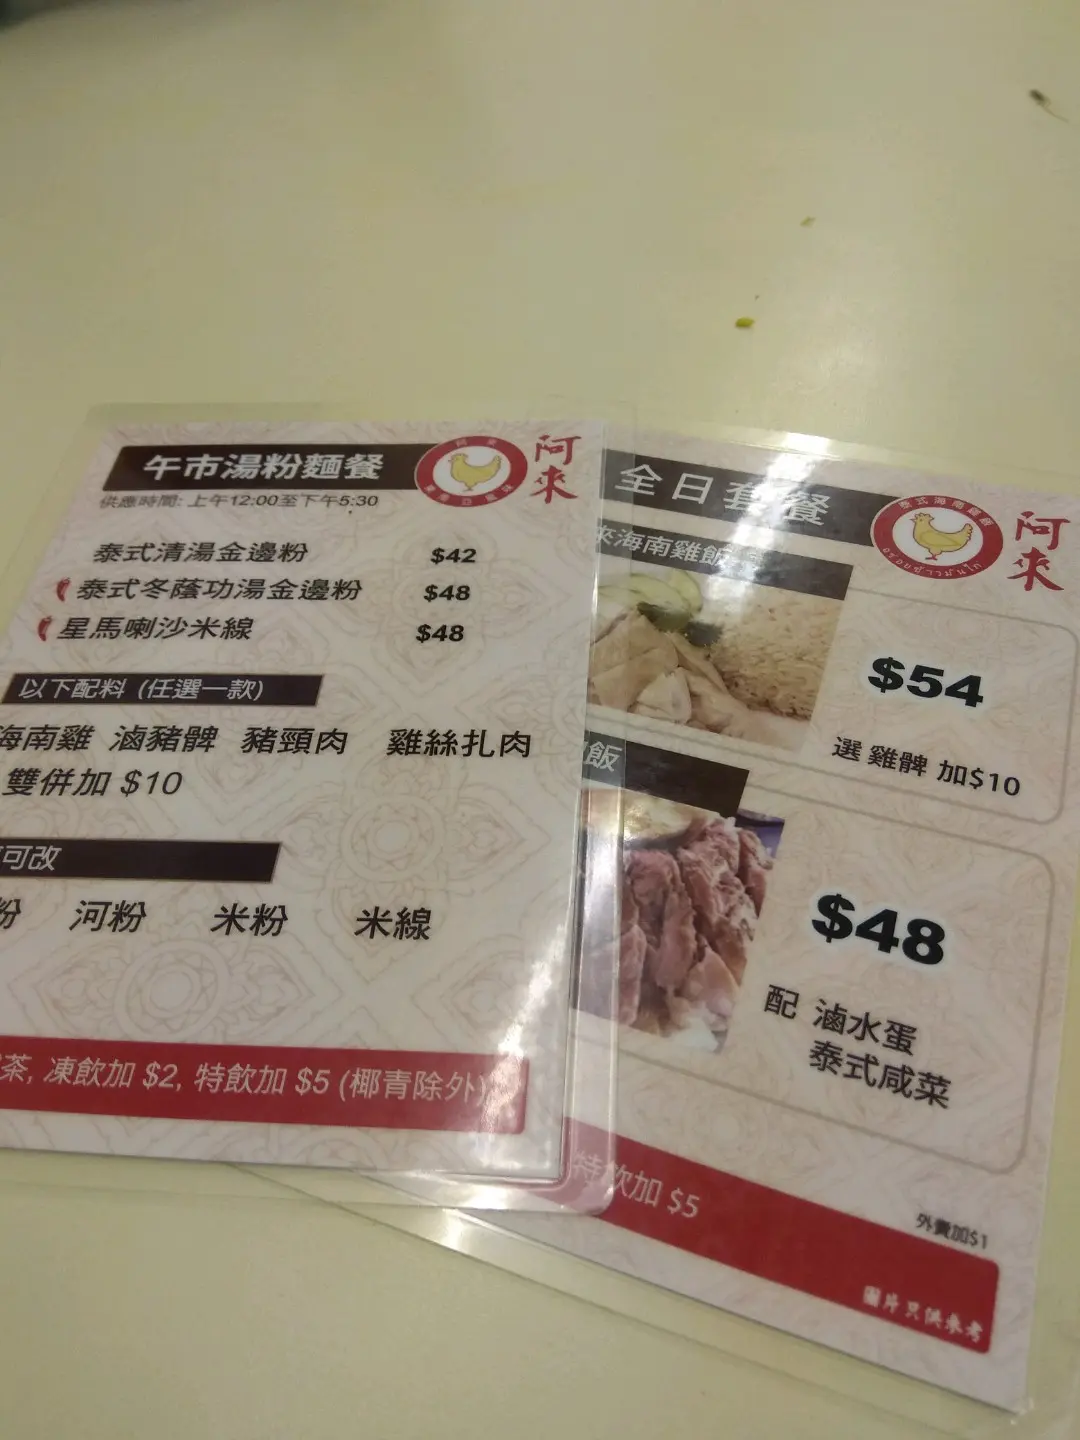 午市湯粉麵餐
阿來
供應時間: 上午12:00至下午5:30
泰式清湯金邊粉 $42
泰式冬蔭功湯金邊粉 $48
星馬喇沙米線 $48
以下配料 (任選一款)
海南雞 滷豬髀 豬頸肉 雞絲扎肉
雙併加 $10
可改
粉 河粉 米粉 米線
茶, 凍飲加 $2, 特飲加 $5 (椰青除外)
全日套餐
泰式海南雞飯
阿來
來海南雞飯
$54
選 雞髀 加$10
飯
$48
配 滷水蛋
泰式咸菜
特飲加 $5
外賣加$1
圖片只供參考